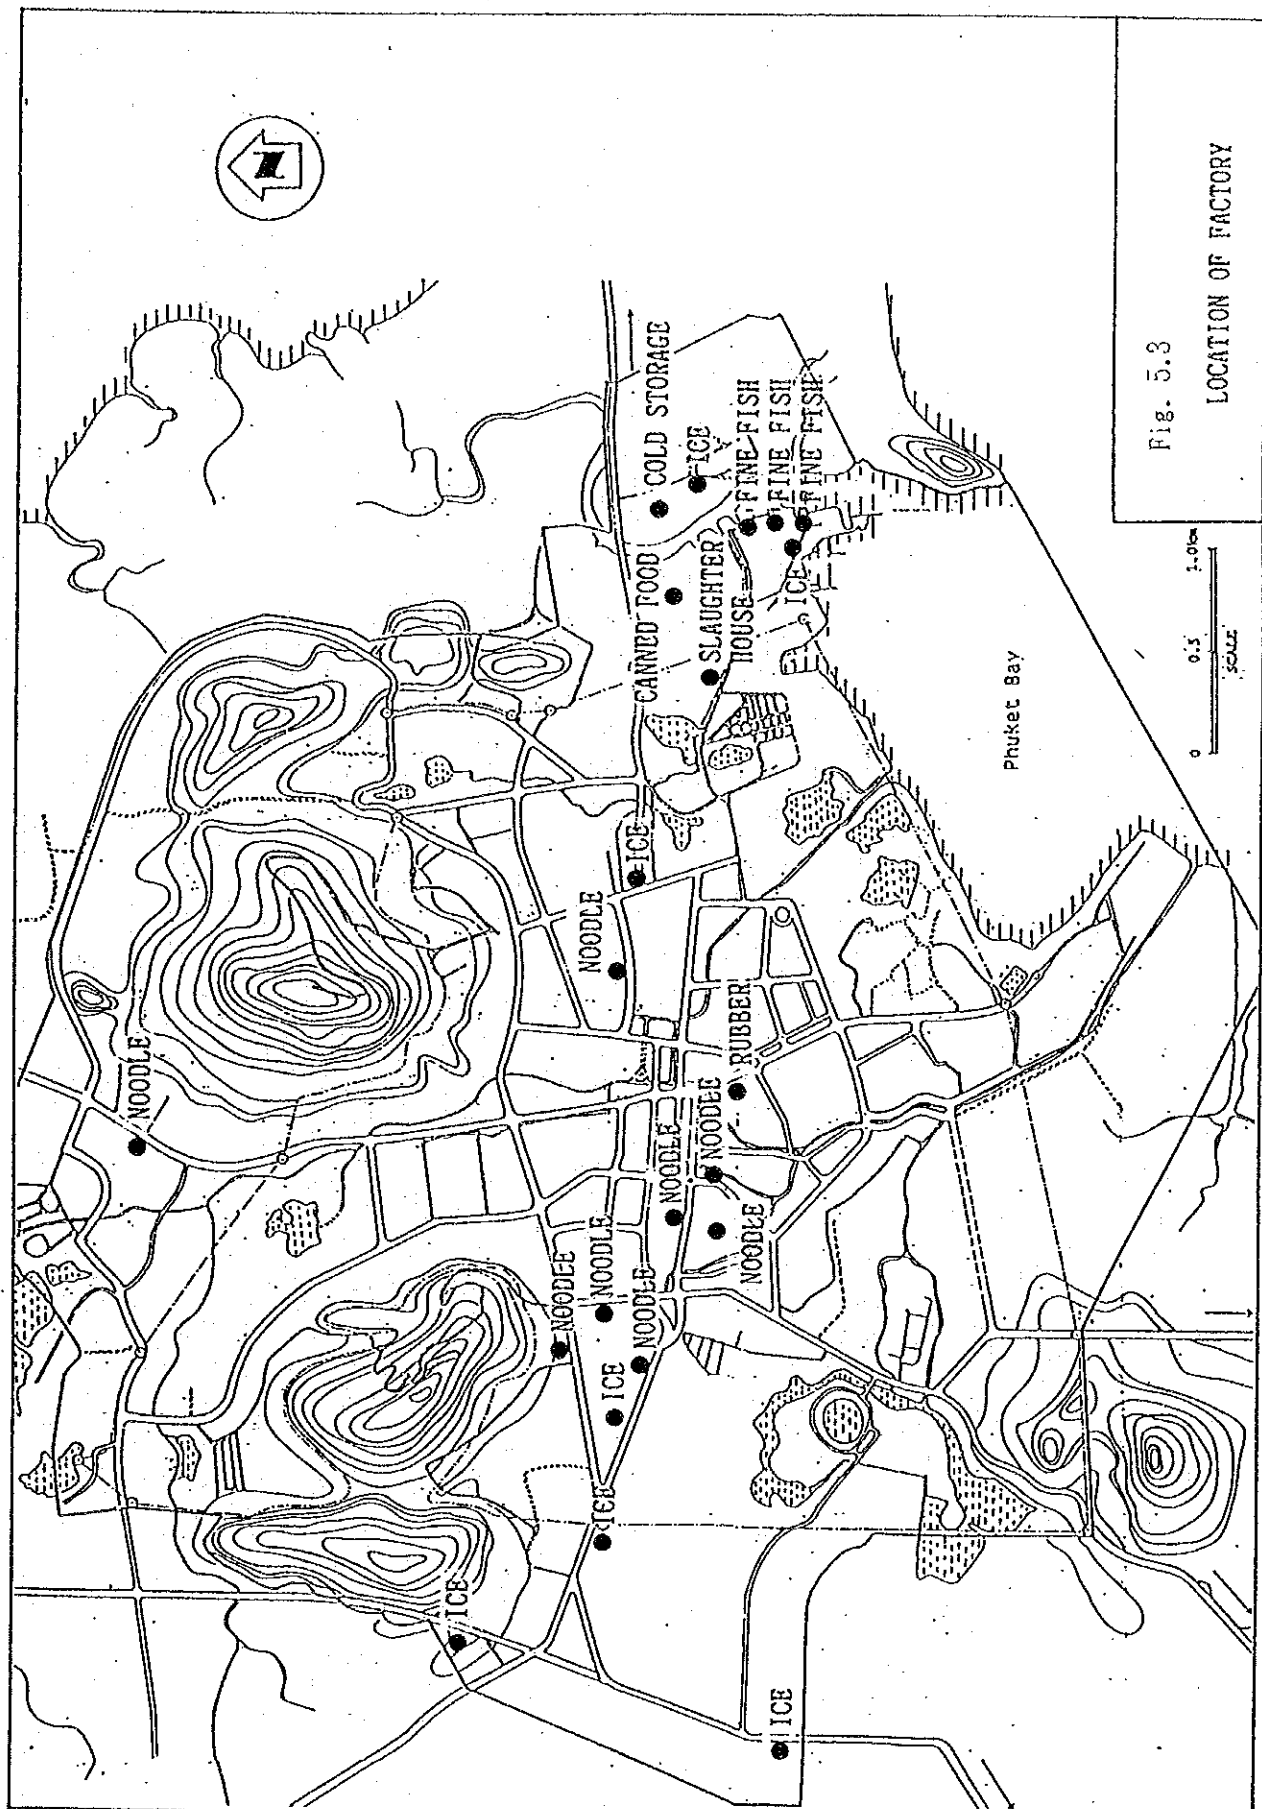 N
COLD STORAGE
ICE
FINE FISH
FINE FISH
FINE FISH
CANNED FOOD
SLAUGHTER
HOUSE
ICE
ICE
NOODLE
NOODLE
RUBBER
NOODLE
NOODLE
NOODLE
NOODLE
NOODLE
NOODLE
ICE
ICE
ICE
ICE
Phuket Bay
0 0.5 1.0km
SCALE
Fig. 5.3
LOCATION OF FACTORY